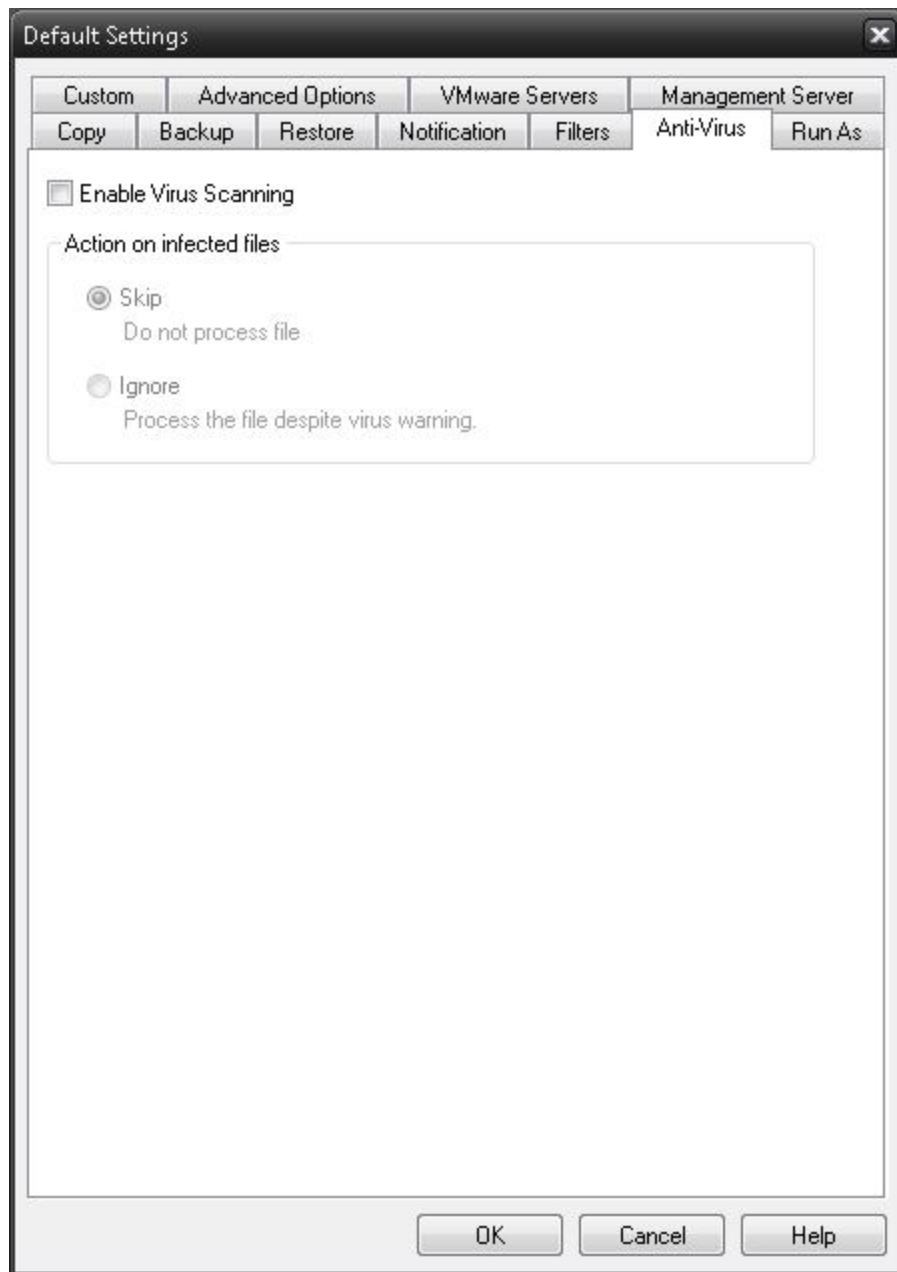 Default Settings
Custom Advanced Options VMware Servers Management Server
Copy Backup Restore Notification Filters Anti-Virus Run As
Enable Virus Scanning
Action on infected files
Skip
Do not process file
Ignore
Process the file despite virus warning.
OK Cancel Help